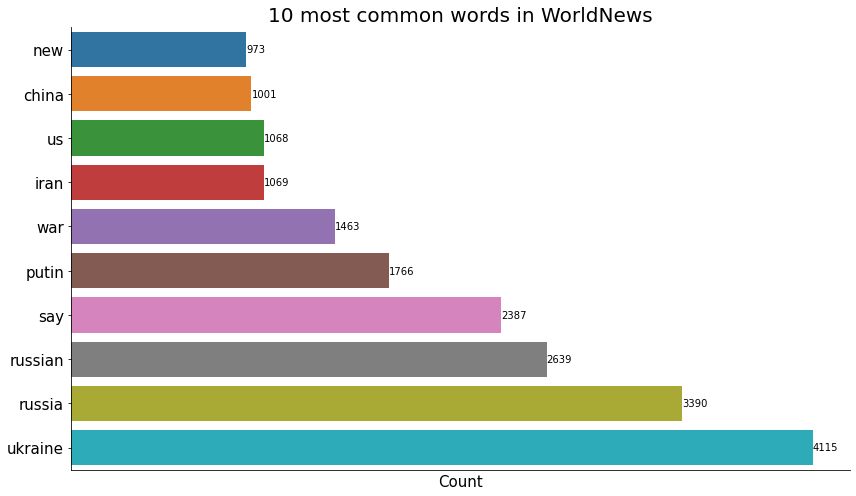 10 most common words in WorldNews
new 973
china 1001
us 1068
iran 1069
war 1463
putin 1766
say 2387
russian 2639
russia 3390
ukraine 4115
Count